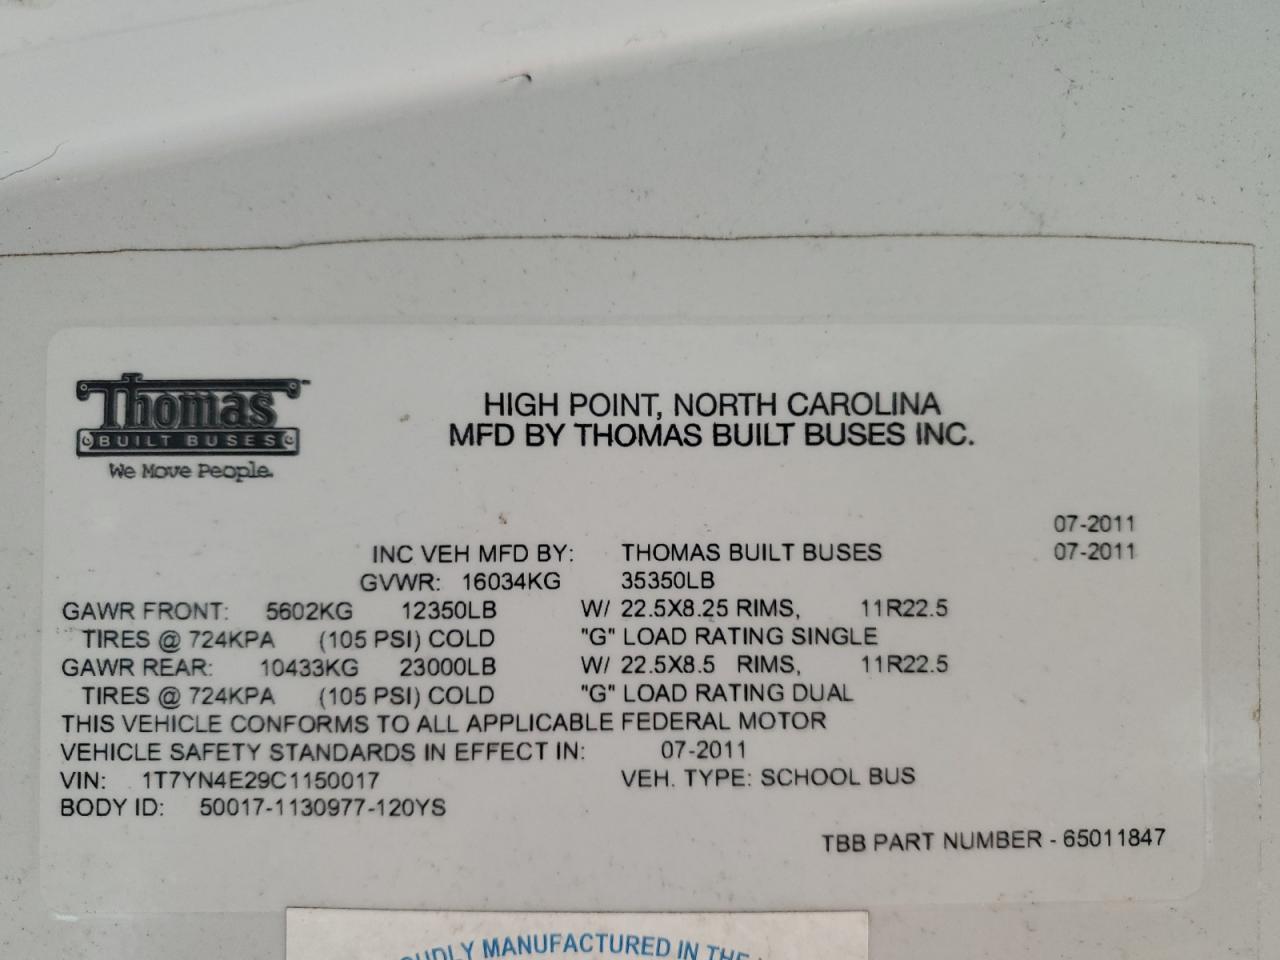 Thomas
BUILT BUSES
We Move People.
HIGH POINT, NORTH CAROLINA
MFD BY THOMAS BUILT BUSES INC.
07-2011
INC VEH MFD BY: THOMAS BUILT BUSES 07-2011
GVWR: 16034KG 35350LB
GAWR FRONT: 5602KG 12350LB W/ 22.5X8.25 RIMS, 11R22.5
TIRES @ 724KPA (105 PSI) COLD "G" LOAD RATING SINGLE
GAWR REAR: 10433KG 23000LB W/ 22.5X8.5 RIMS, 11R22.5
TIRES @ 724KPA (105 PSI) COLD "G" LOAD RATING DUAL
THIS VEHICLE CONFORMS TO ALL APPLICABLE FEDERAL MOTOR
VEHICLE SAFETY STANDARDS IN EFFECT IN: 07-2011
VIN: 1T7YN4E29C1150017 VEH. TYPE: SCHOOL BUS
BODY ID: 50017-1130977-120YS
TBB PART NUMBER - 65011847
MANUFACTURED IN THE